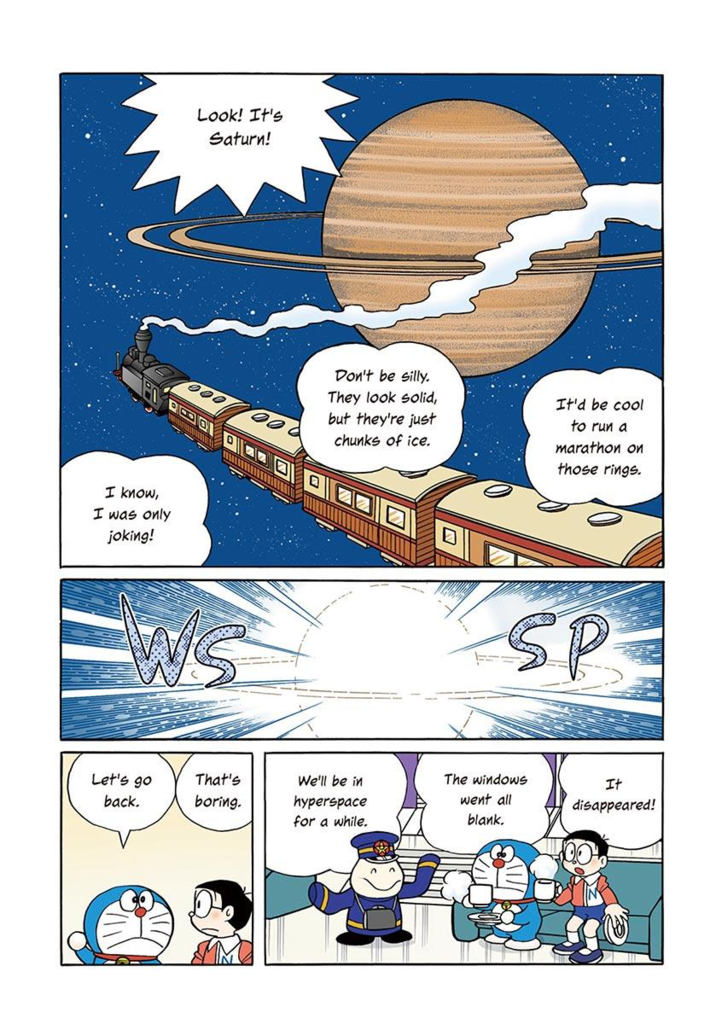 Look! It's
Saturn!
It'd be cool
to run a
marathon on
those rings.
Don't be silly.
They look solid,
but they're just
chunks of ice.
I know,
I was only
joking!
WS
SP
It
disappeared!
The windows
went all
blank.
We'll be in
hyperspace
for a while.
N
That's
boring.
Let's go
back.
N